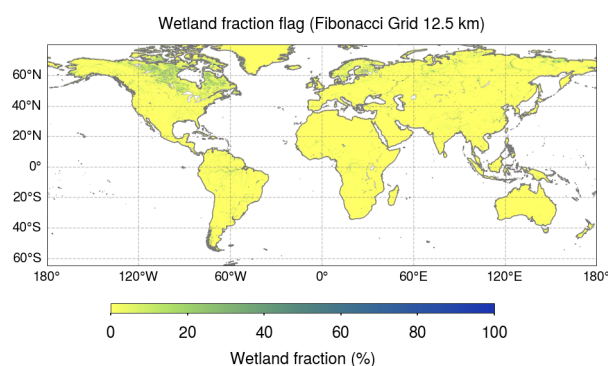 Wetland fraction flag (Fibonacci Grid 12.5 km)
60°N
40°N
20°N
0°
20°S
40°S
60°S
180° 120°W 60°W 0° 60°E 120°E 180°
0 20 40 60 80 100
Wetland fraction (%)